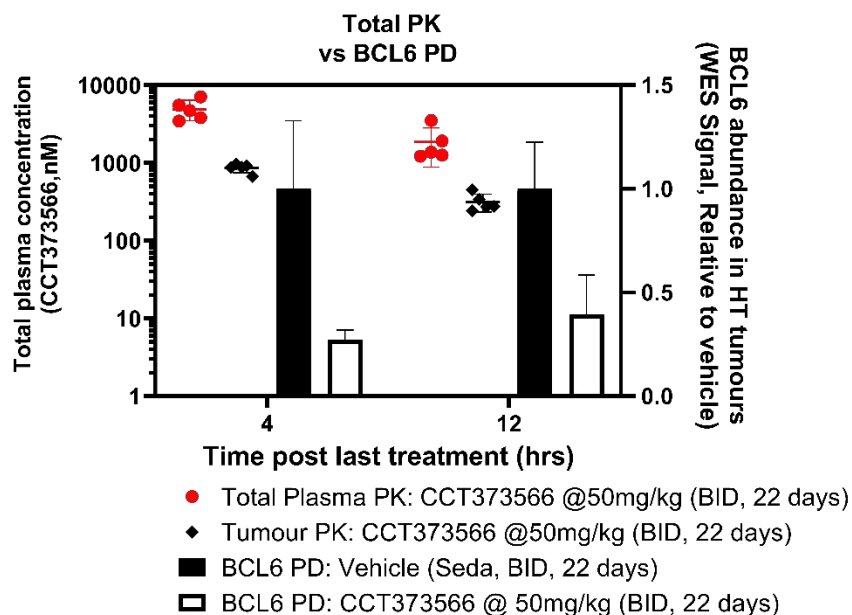 Total PK
vs BCL6 PD
Total plasma concentration
(CCT373566,nM)
10000
1000
100
10
1
1.5
1.0
0.5
0.0
BCL6 abundance in HT tumours
(WES Signal, Relative to vehicle)
4
12
Time post last treatment (hrs)
Total Plasma PK: CCT373566 @50mg/kg (BID, 22 days)
Tumour PK: CCT373566 @50mg/kg (BID, 22 days)
BCL6 PD: Vehicle (Seda, BID, 22 days)
BCL6 PD: CCT373566 @ 50mg/kg (BID, 22 days)